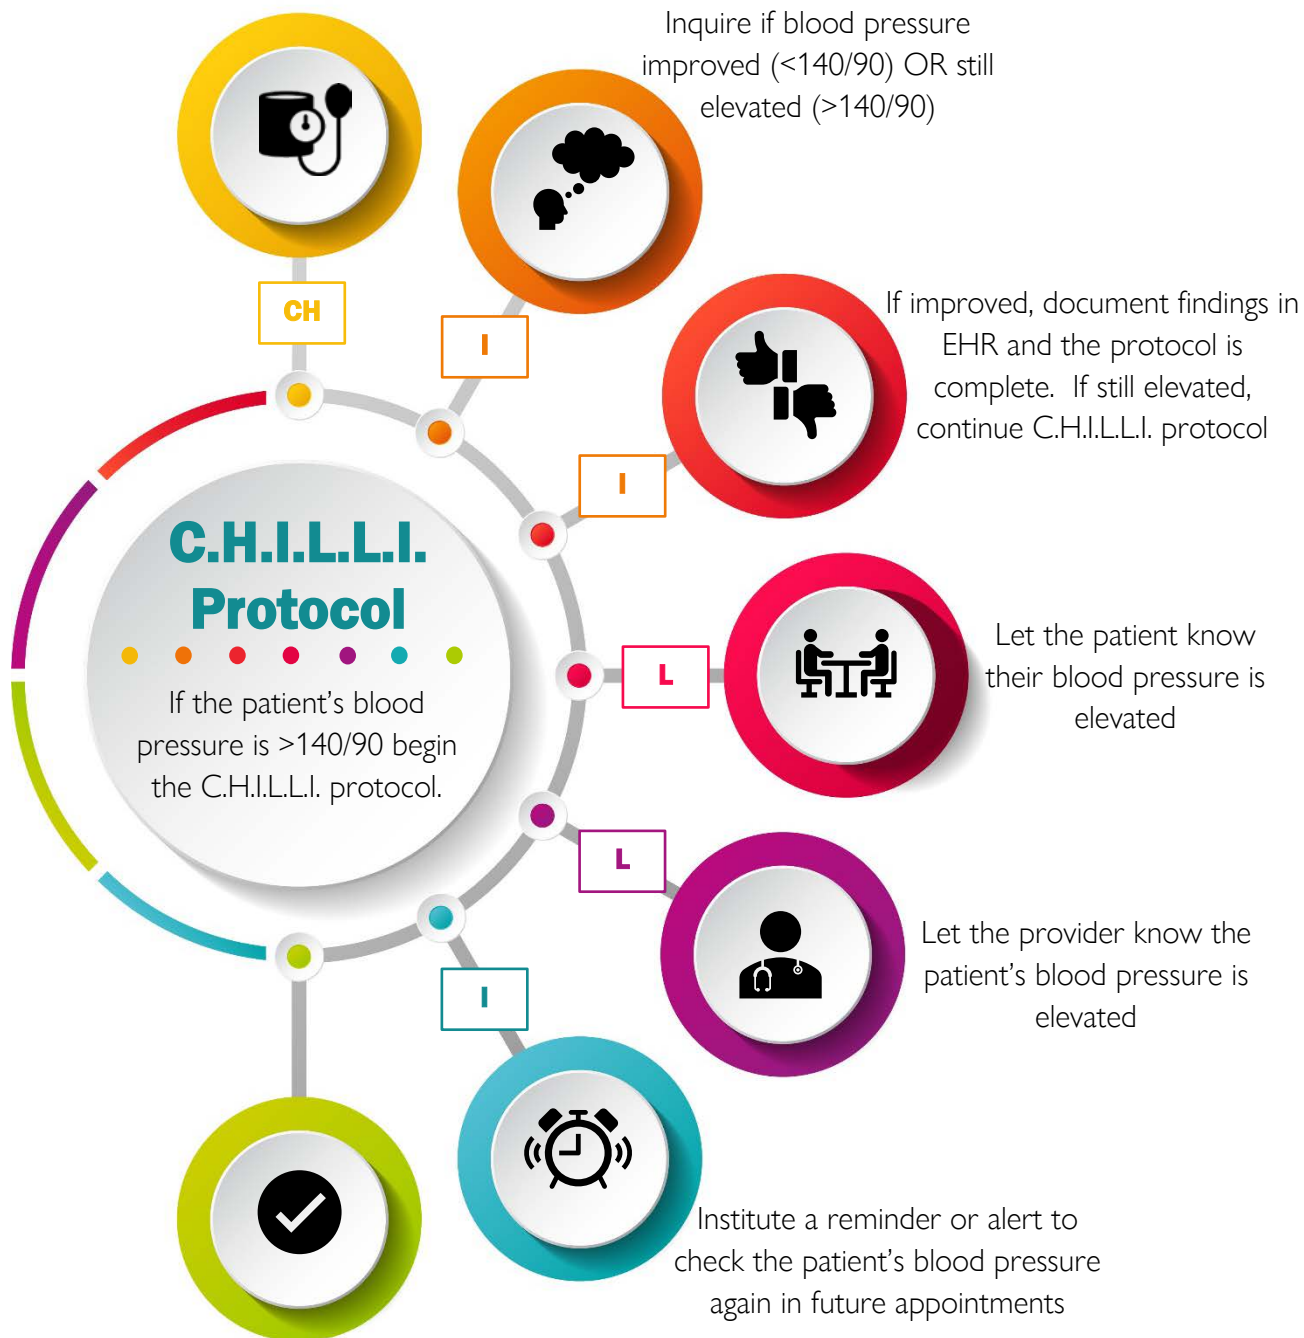 Inquire if blood pressure
improved (<140/90) OR still
elevated (>140/90)
CH
I
If improved, document findings in
EHR and the protocol is
complete.  If still elevated,
continue C.H.I.L.L.I. protocol
I
C.H.I.L.L.I.
Protocol
If the patient's blood
pressure is >140/90 begin
the C.H.I.L.L.I. protocol.
L
Let the patient know
their blood pressure is
elevated
L
Let the provider know the
patient's blood pressure is
elevated
I
Institute a reminder or alert to
check the patient's blood pressure
again in future appointments